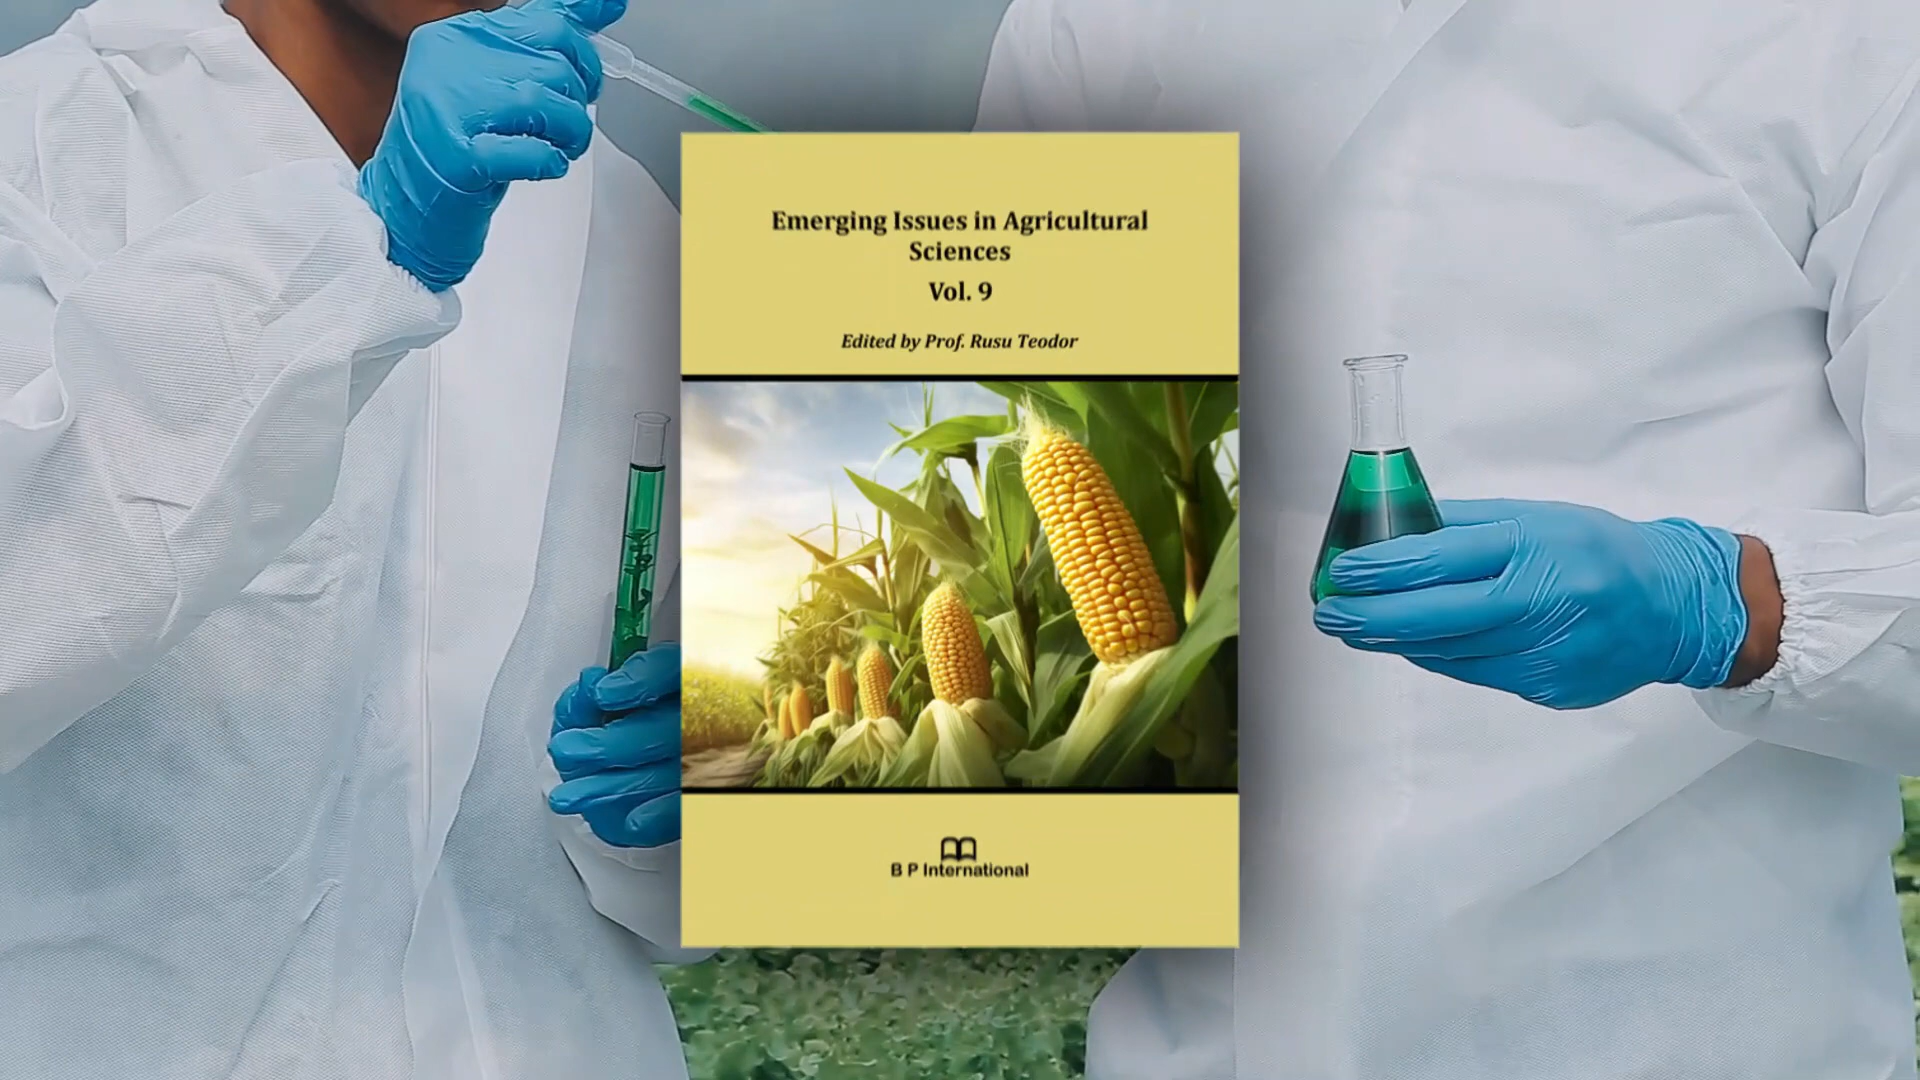 Emerging Issues in Agricultural
Sciences
Vol. 9
Edited by Prof. Rusu Teodor
B P International